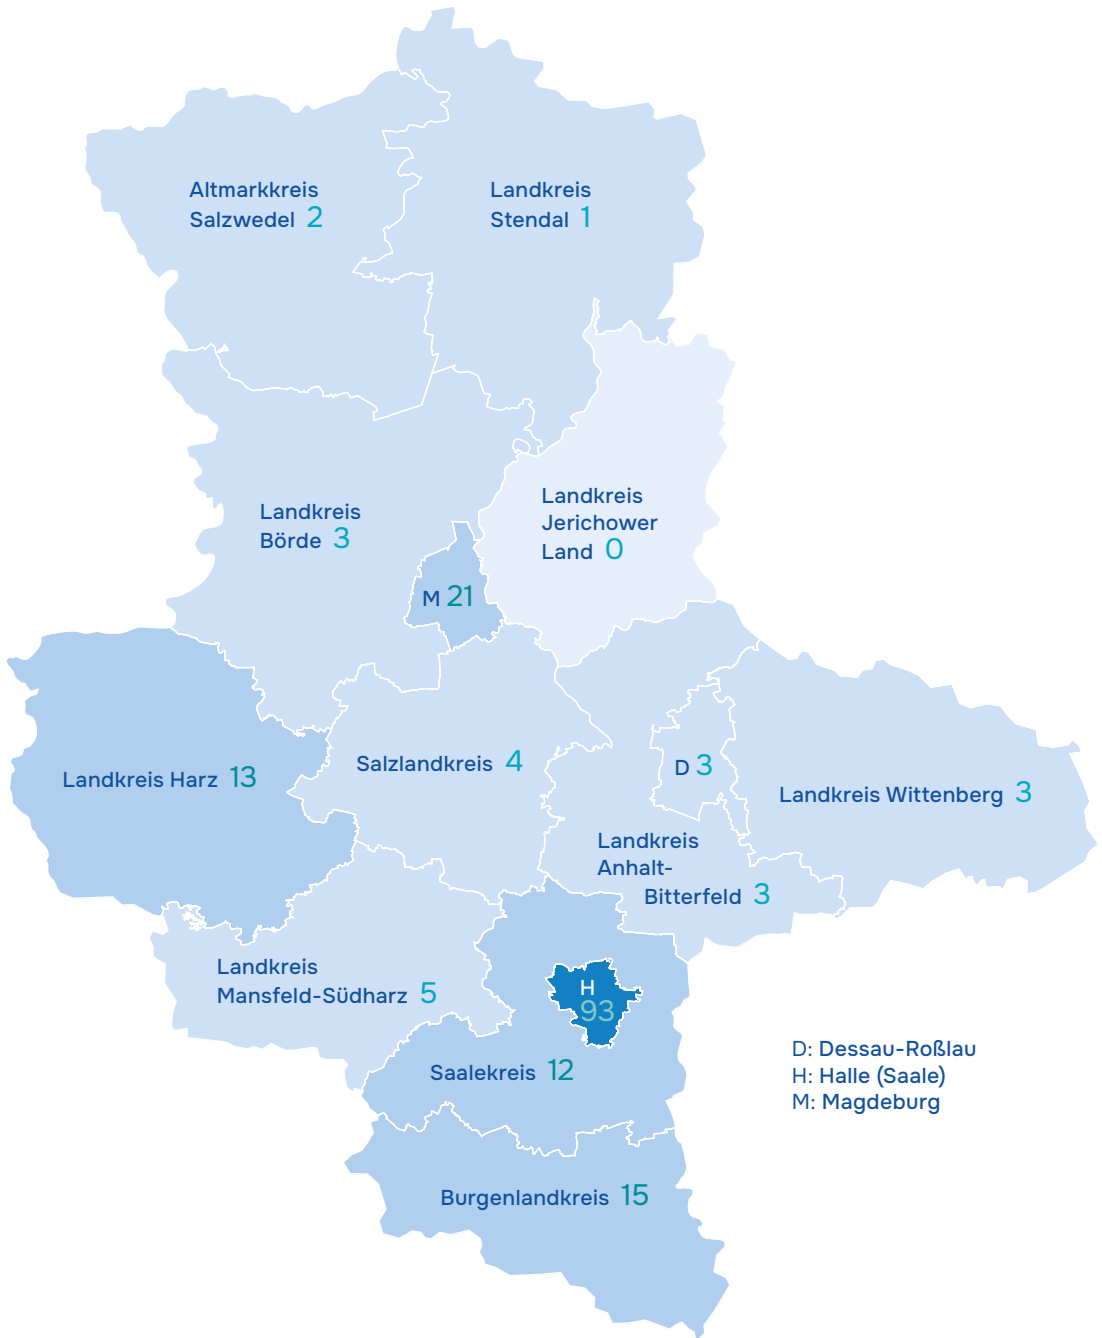 Altmarkkreis
Salzwedel 2
Landkreis
Stendal 1
Landkreis
Jerichower
Land 0
Landkreis
Börde 3
M 21
Landkreis Harz 13
Salzlandkreis 4
D 3
Landkreis Wittenberg 3
Landkreis
Anhalt-
Bitterfeld 3
Landkreis
Mansfeld-Südharz 5
H
93
Saalekreis 12
Burgenlandkreis 15
D: Dessau-Roßlau
H: Halle (Saale)
M: Magdeburg